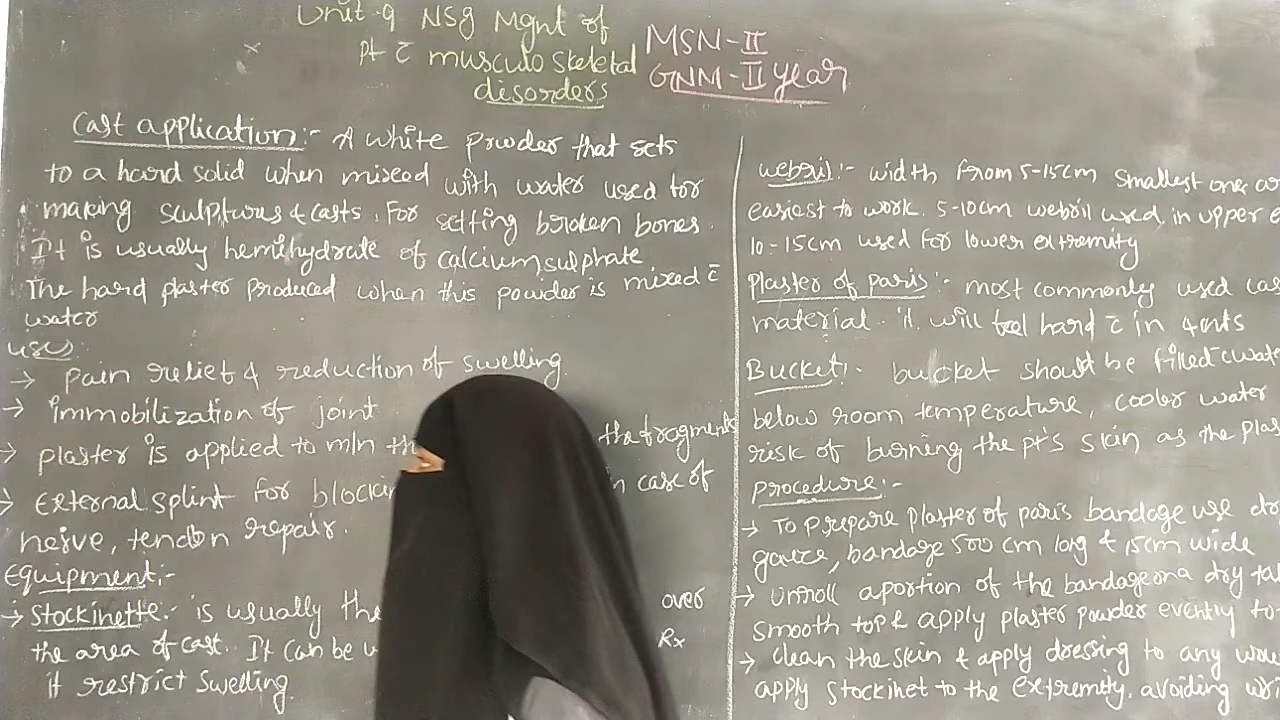 Unit-9 NSg Mgnt of
Pt c̄ musculo skeletal
disorders
MSN-II
GNM-II year
Cast application:- A white powder that sets
to a hard solid when mixed with water used for
making sculptures & casts. For setting broken bones.
It is usually hemihydrate of calcium sulphate
The hard plaster produced when this powder is mixed c̄
water
uses
→ Pain relief & reduction of swelling.
→ immobilization of joint
→ plaster is applied to m/n the fragments
→ External splint for in case of
nerve, tendon repair.
Equipment:-
→ Stockinette:- is usually the over
the area of cast. It can be Rx
it restrict swelling.
webril:- width from 5-15cm smallest ones
easiest to work. 5-10cm webril used in upper
10-15cm used for lower extremity
Plaster of paris:- most commonly used
material. it will hard c̄ in 4mts
Bucket:- bucket should be filled c̄
below room temperature, cooler water
risk of burning the pt's skin as the
Procedure:-
→ To prepare plaster of paris bandage use
gauze, bandage 500 cm long & 15cm wide
→ unroll a portion of the bandage on a dry
smooth top & apply plaster powder evently to
→ Clean the skin & apply dressing to any
apply stockinet to the extremity. avoiding